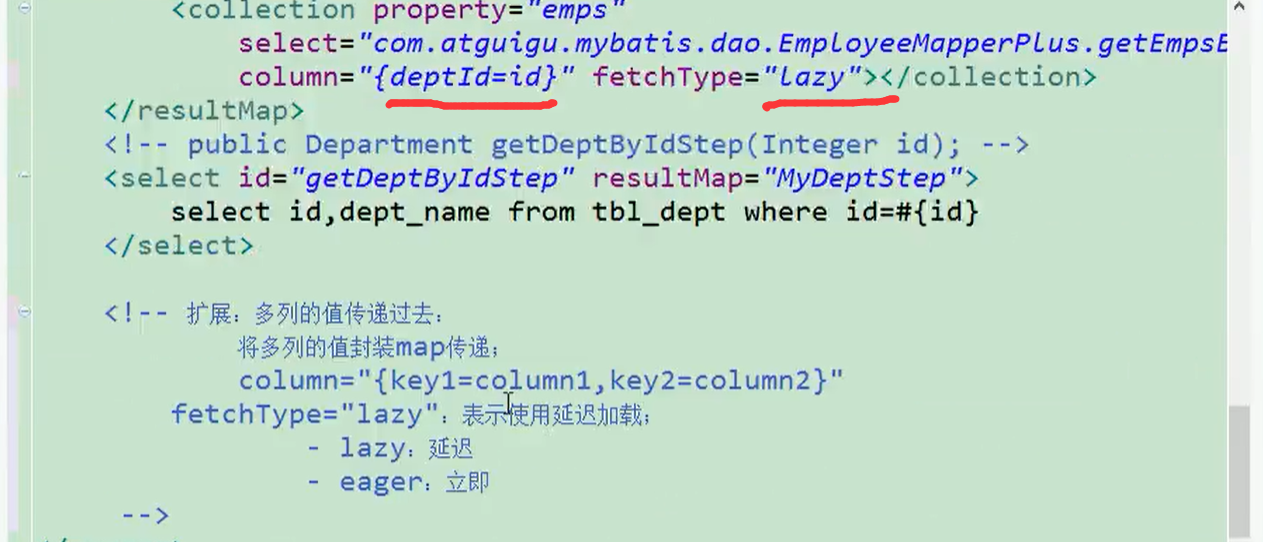 <collection property="emps"
select="com.atguigu.mybatis.dao.EmployeeMapperPlus.getEmps
column="{deptId=id}" fetchType="lazy"></collection>
</resultMap>
<!-- public Department getDeptByIdStep(Integer id); -->
<select id="getDeptByIdStep" resultMap="MyDeptStep">
select id,dept_name from tbl_dept where id=#{id}
</select>
<!-- 扩展：多列的值传递过去：
将多列的值封装map传递；
column="{key1=column1,key2=column2}"
fetchType="lazy"：表示使用延迟加载；
- lazy：延迟
- eager：立即
-->